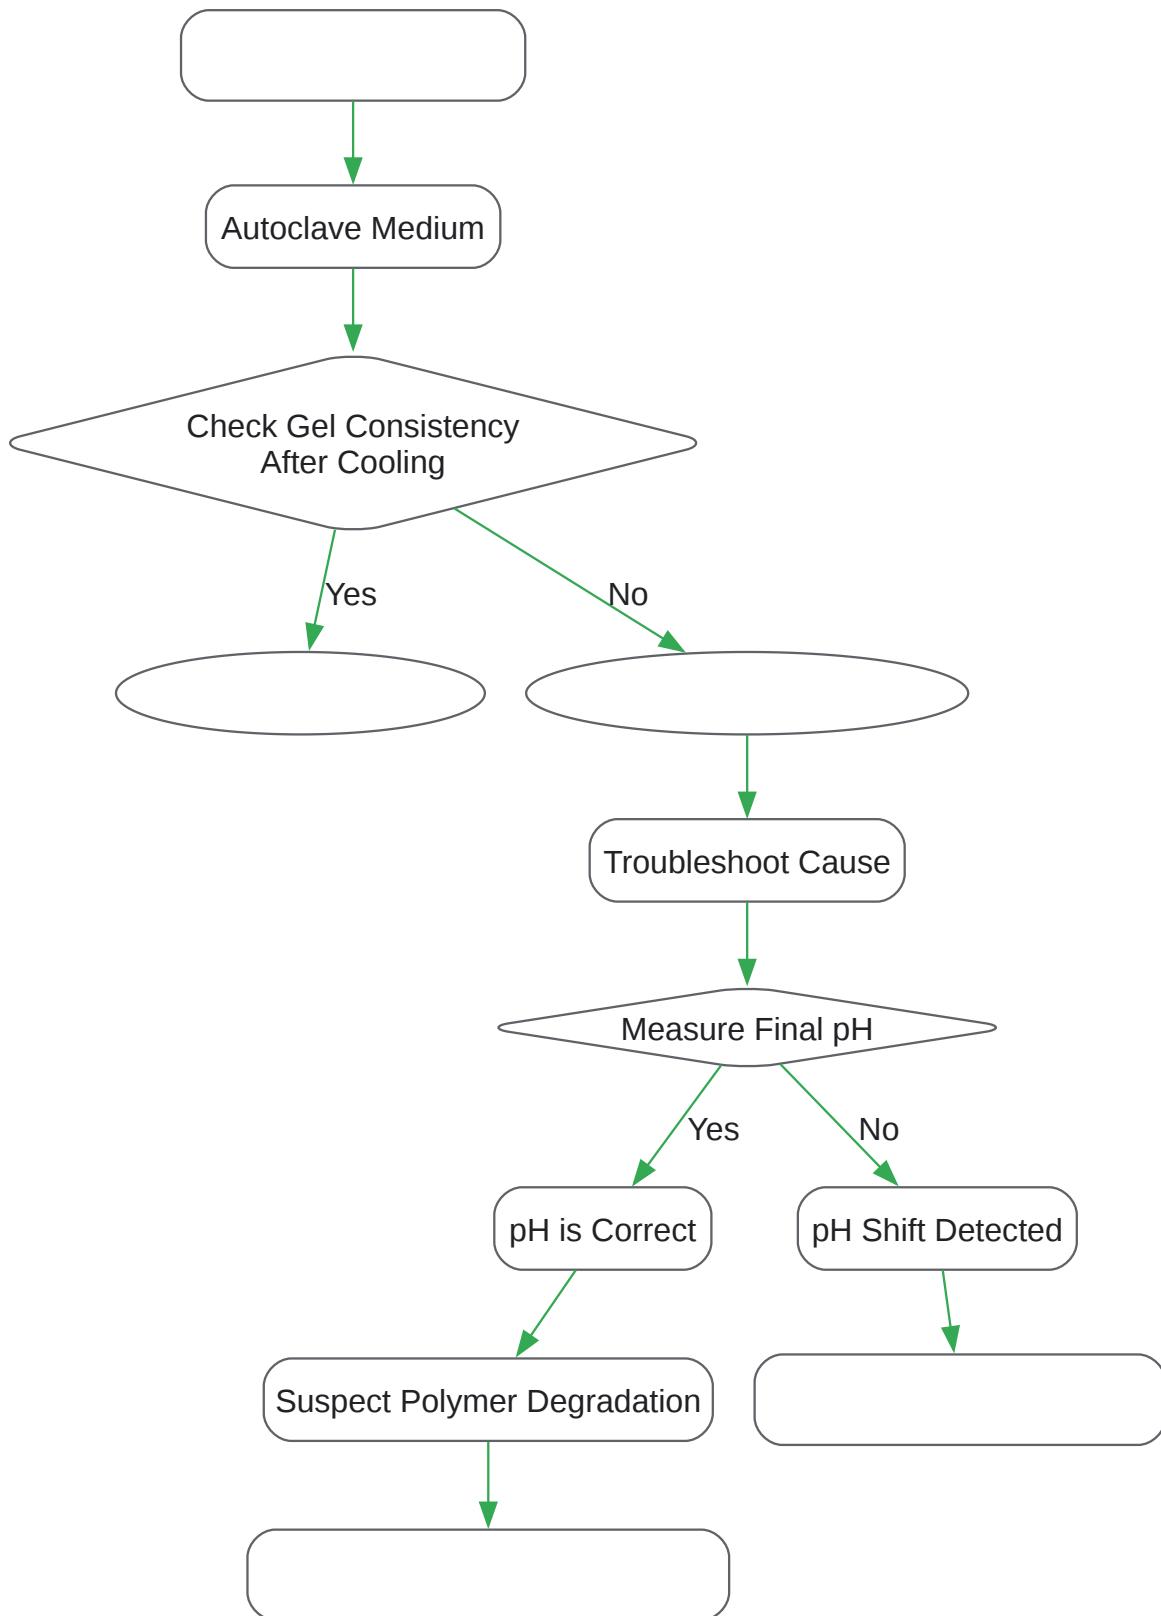 Autoclave Medium
Check Gel Consistency
After Cooling
Yes
No
Troubleshoot Cause
Measure Final pH
Yes
No
pH is Correct
pH Shift Detected
Suspect Polymer Degradation